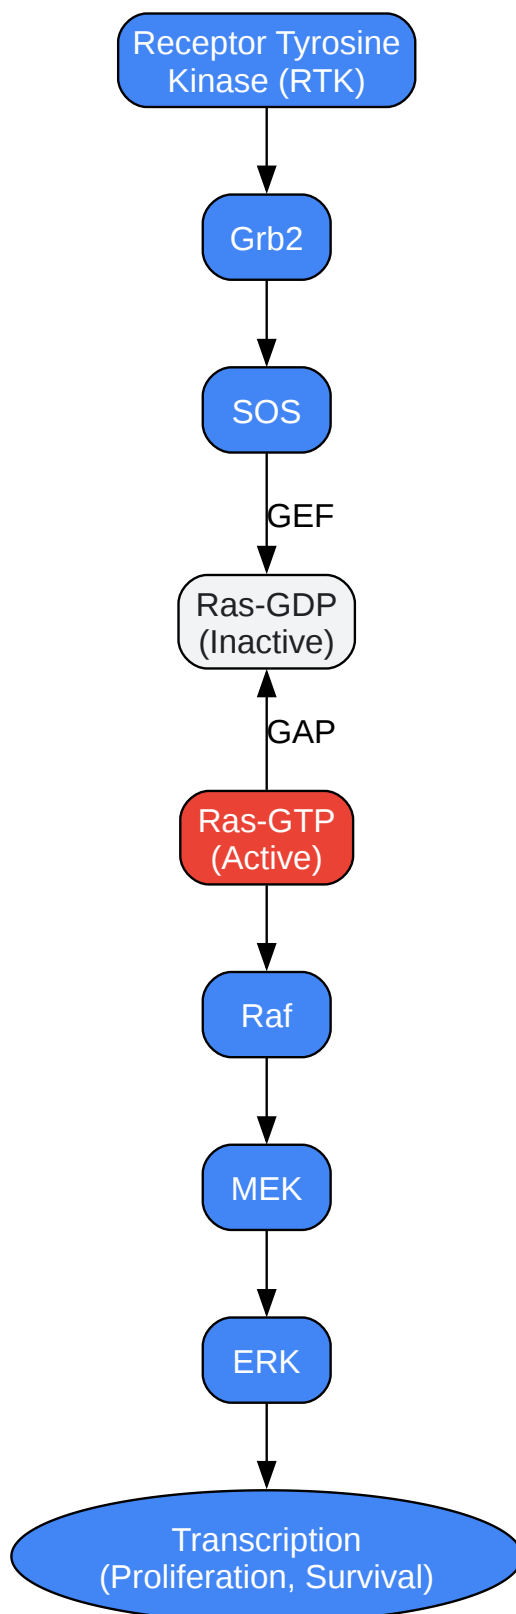 Receptor Tyrosine
Kinase (RTK)
Grb2
SOS
GEF
Ras-GDP
(Inactive)
GAP
Ras-GTP
(Active)
Raf
MEK
ERK
Transcription
(Proliferation, Survival)